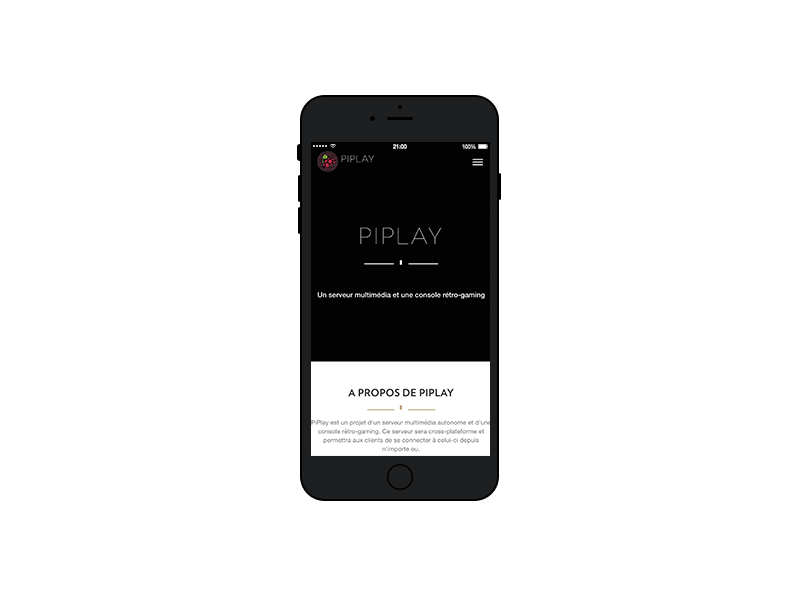 21:00 100%
PIPLAY
PIPLAY
Un serveur multimédia et une console rétro-gaming
A PROPOS DE PIPLAY
PiPlay est un projet d'un serveur multimédia autonome et d'une
console rétro-gaming. Ce serveur sera cross-plateforme et
permettra aux clients de se connecter à celui-ci depuis
n'importe ou.